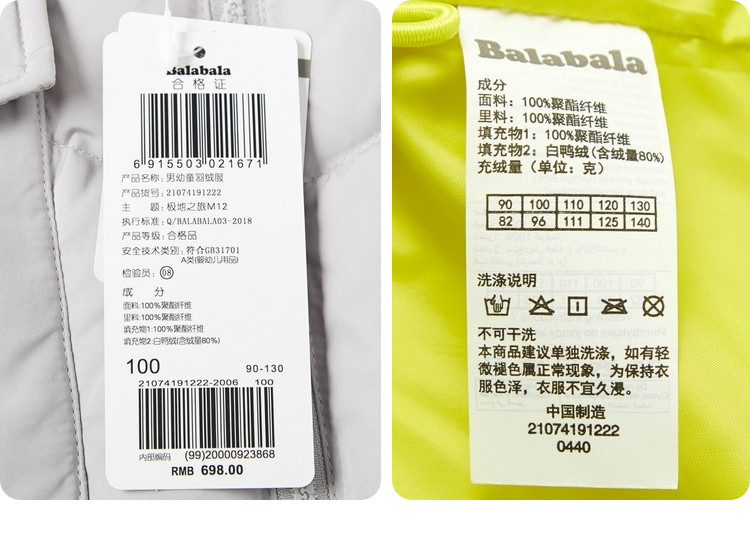 Balabala
合格证
6 915503 021671
产品名称：男幼童羽绒服
产品货号：21074191222
主　题：极地之旅M12
执行标准：Q/BALABALA03-2018
产品等级：合格品
安全技术类别：符合GB31701
A类(婴幼儿用品)
检验员：08
成　分
面料:100%聚酯纤维
里料:100%聚酯纤维
填充物1:100%聚酯纤维
填充物2:白鸭绒(含绒量80%)
100 90-130
21074191222-2006 100
内部编码 (99)20000923868
RMB 698.00
Balabala
成分
面料：100%聚酯纤维
里料：100%聚酯纤维
填充物1：100%聚酯纤维
填充物2：白鸭绒(含绒量80%)
充绒量（单位：克）
90 100 110 120 130
82 96 111 125 140
洗涤说明
不可干洗
本商品建议单独洗涤，如有轻
微褪色属正常现象，为保持衣
服色泽，衣服不宜久浸。
中国制造
21074191222
0440